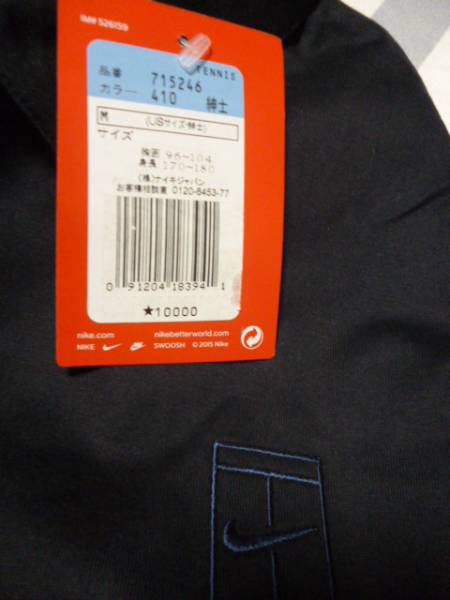 IM# 526159
TENNIS
品番 715246
カラー 410 紳士
M (USサイズ・紳士)
サイズ
胸囲 96~104
身長 170~180
(株)ナイキジャパン
お客様相談室 0120-6453-77
0 91204 18394 1
★10000
nike.com nikebetterworld.com
NIKE SWOOSH © 2015 Nike